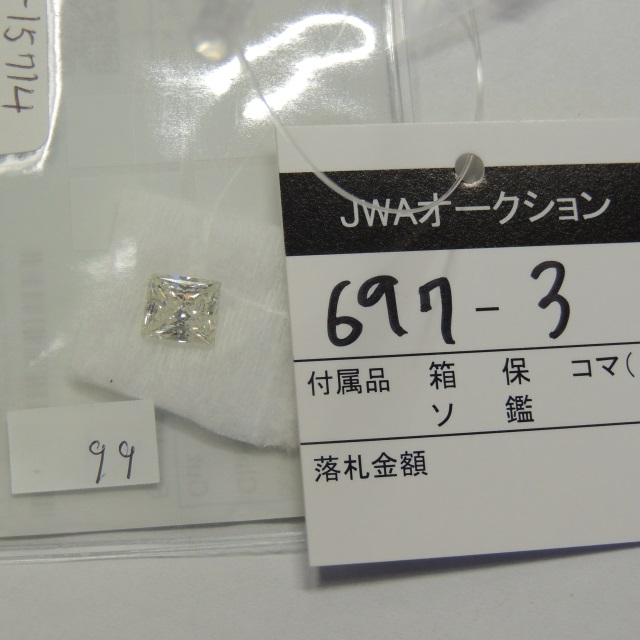 -15714
JWAオークション
697-3
付属品 箱 保 コマ(
ソ 鑑
落札金額
99